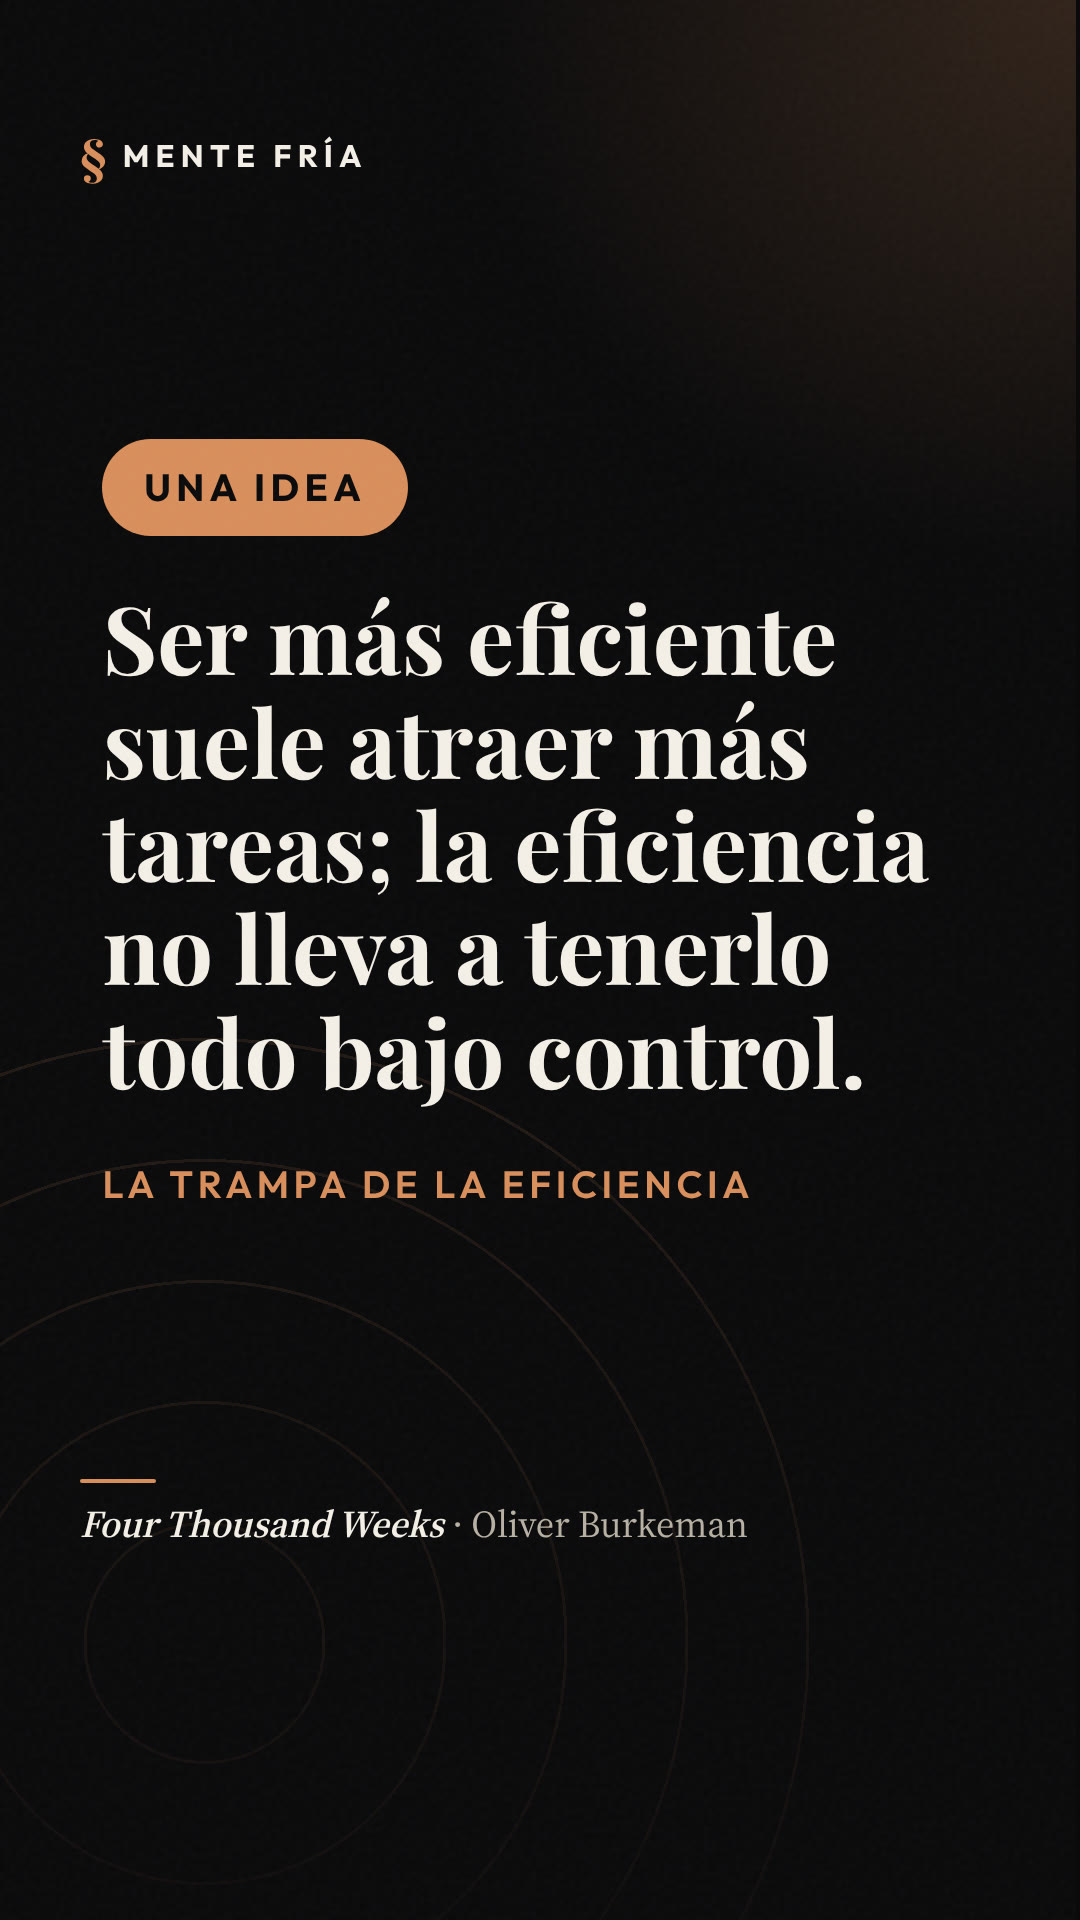 § MENTE FRÍA
UNA IDEA
Ser más eficiente
suele atraer más
tareas; la eficiencia
no lleva a tenerlo
todo bajo control.
LA TRAMPA DE LA EFICIENCIA
Four Thousand Weeks · Oliver Burkeman